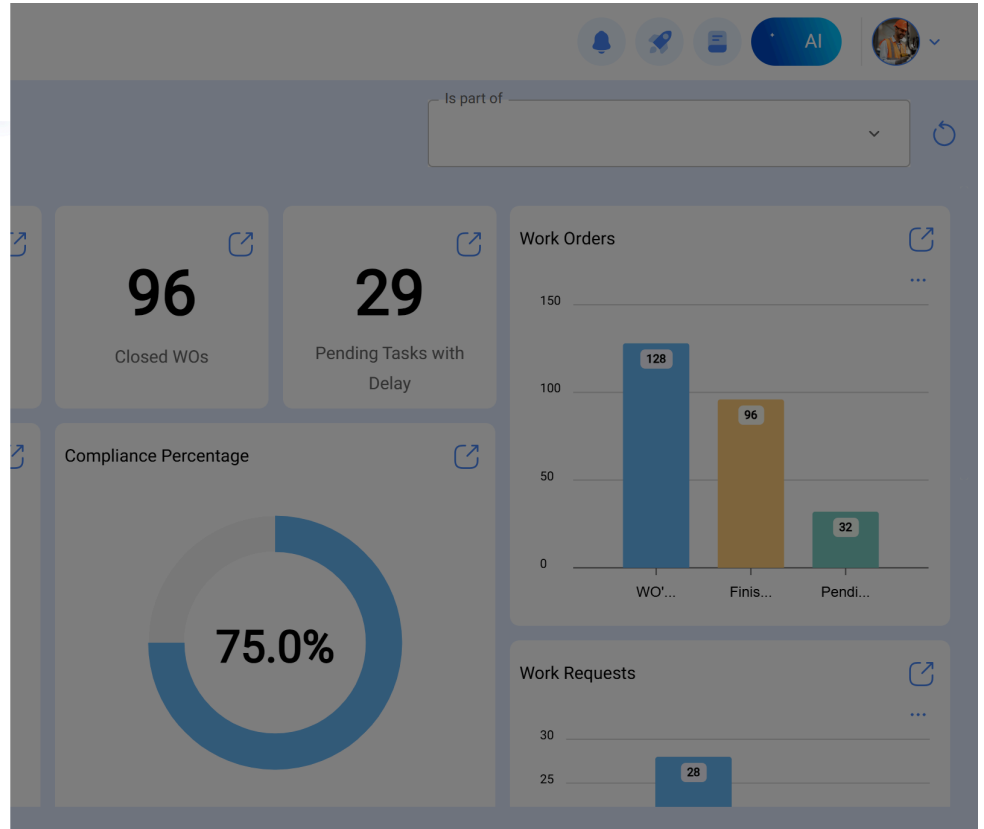 AI
Is part of
96
Closed WOs
29
Pending Tasks with
Delay
Work Orders
150
128
100
96
50
32
0
WO'...
Finis...
Pendi...
Compliance Percentage
75.0%
Work Requests
30
28
25